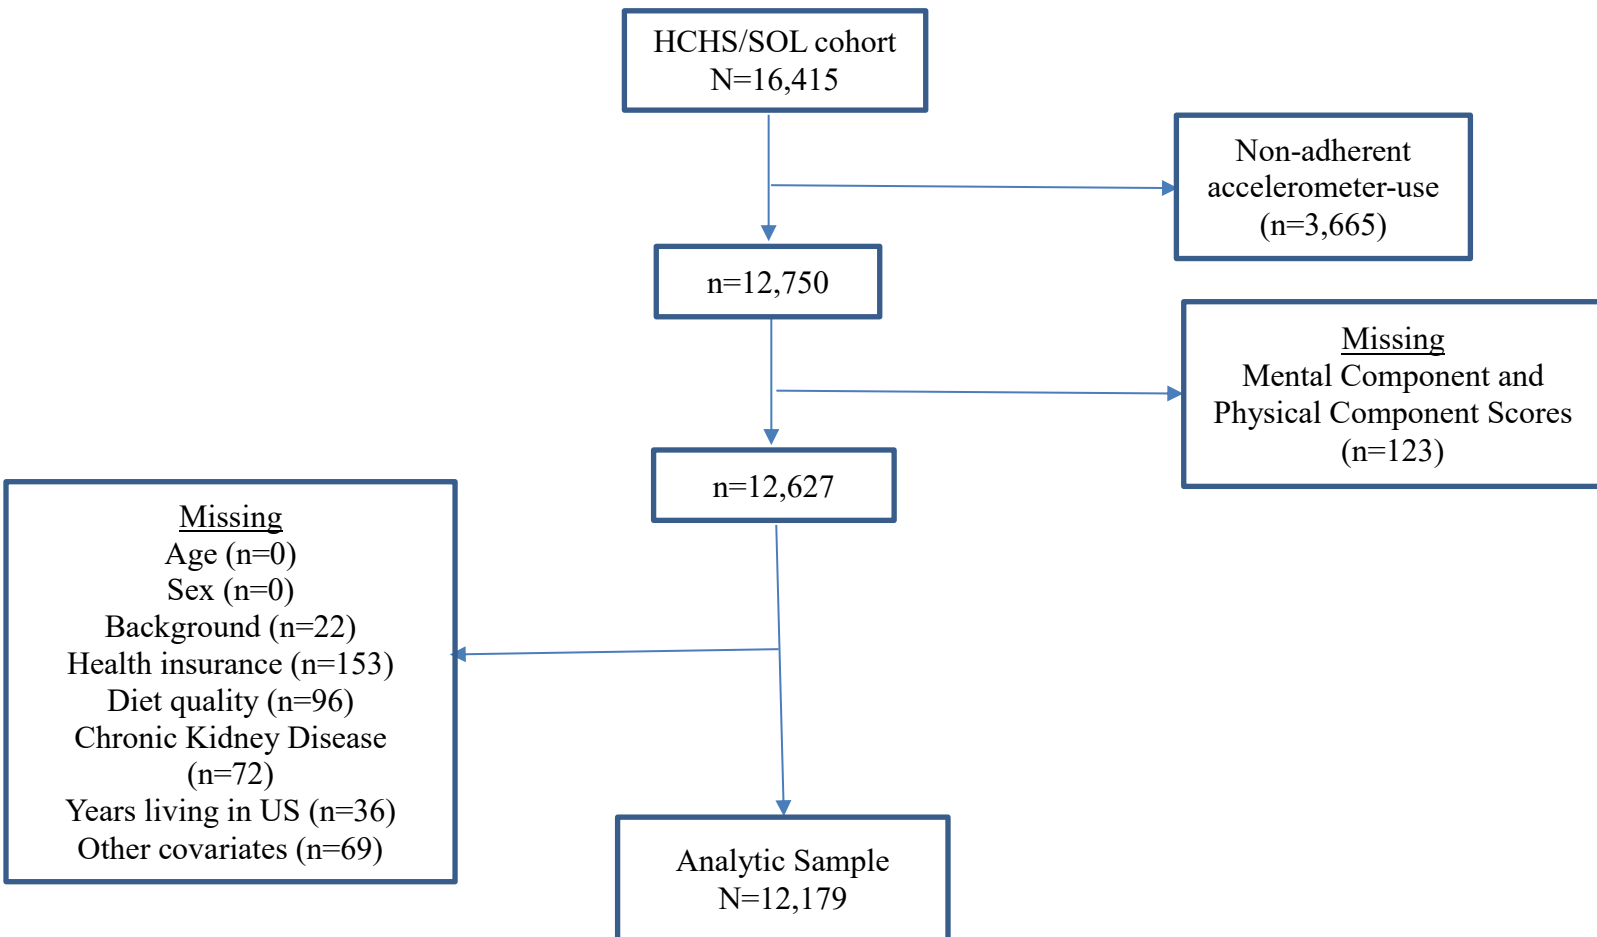 HCHS/SOL cohort
N=16,415
Non-adherent
accelerometer-use
(n=3,665)
n=12,750
Missing
Mental Component and
Physical Component Scores
(n=123)
n=12,627
Missing
Age (n=0)
Sex (n=0)
Background (n=22)
Health insurance (n=153)
Diet quality (n=96)
Chronic Kidney Disease
(n=72)
Years living in US (n=36)
Other covariates (n=69)
Analytic Sample
N=12,179